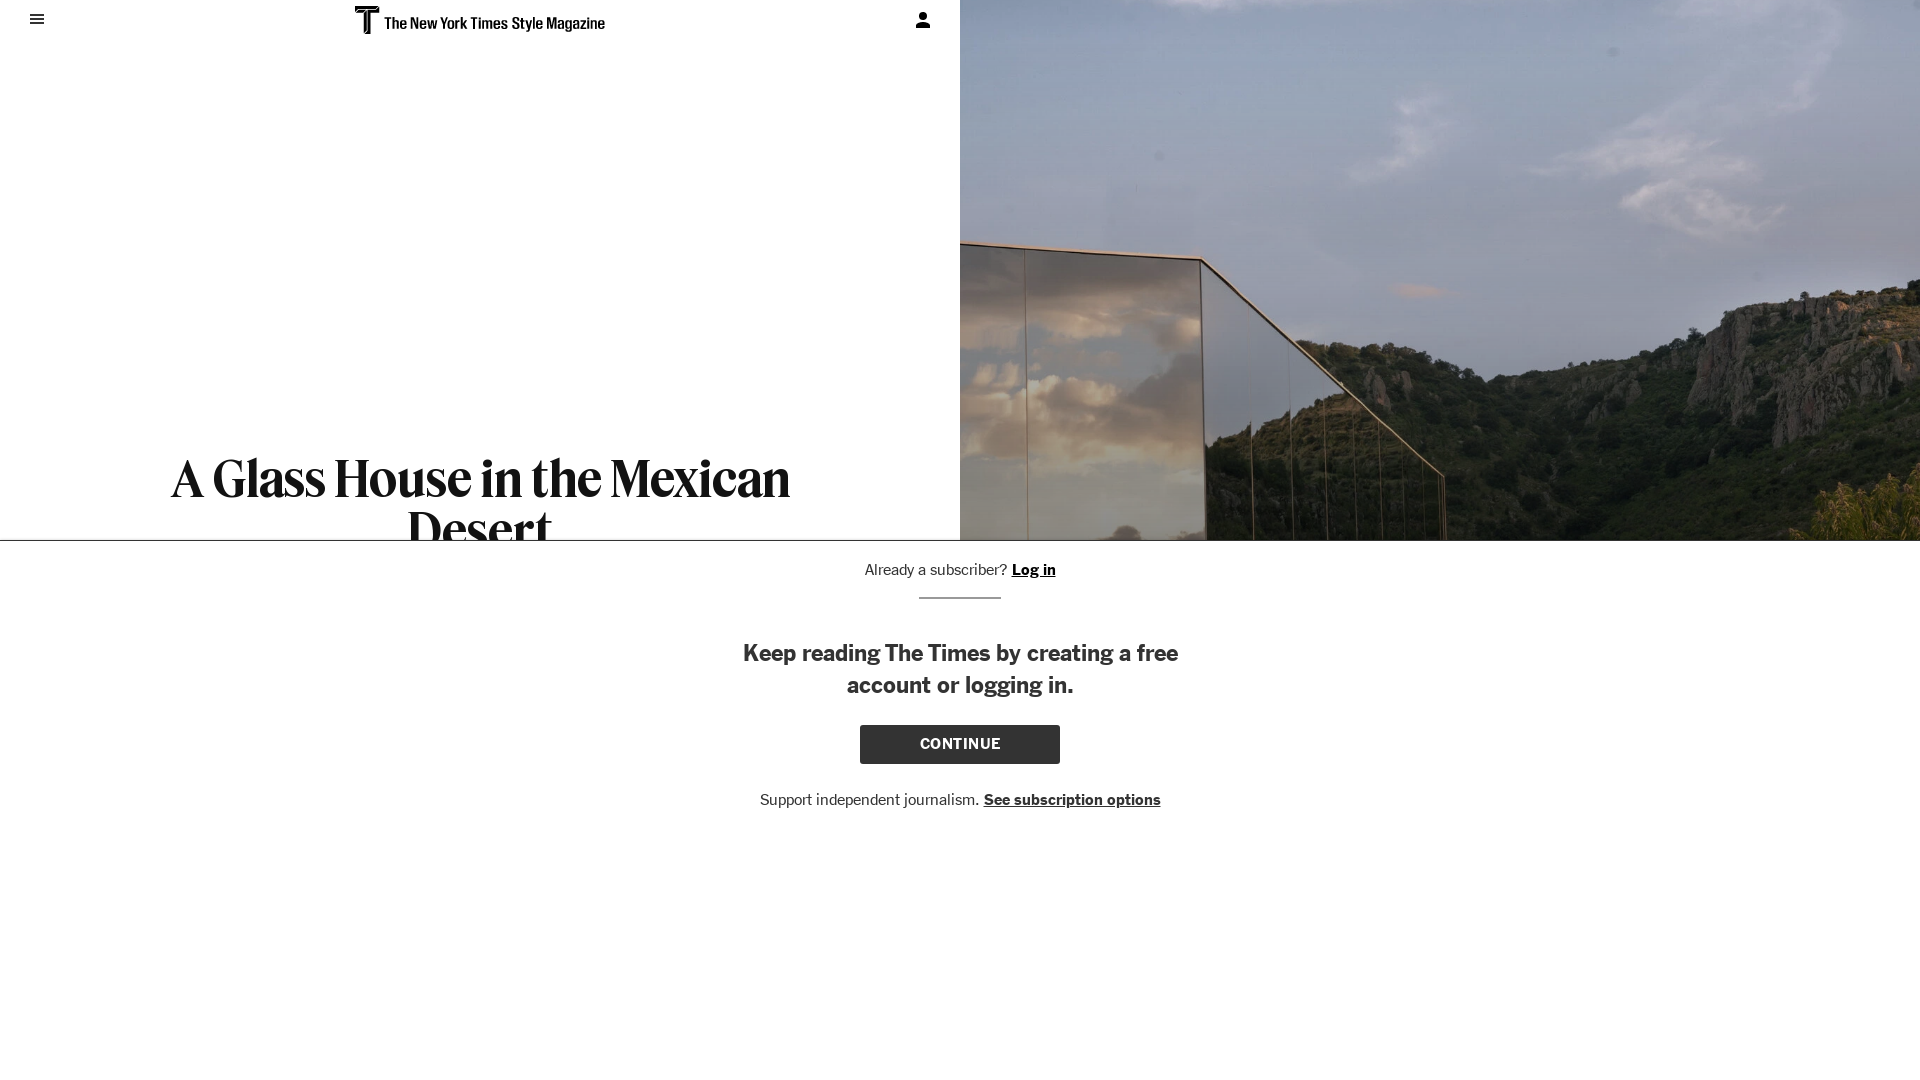 The New York Times Style Magazine
A Glass House in the Mexican
Desert
Already a subscriber? Log in
Keep reading The Times by creating a free
account or logging in.
CONTINUE
Support independent journalism. See subscription options